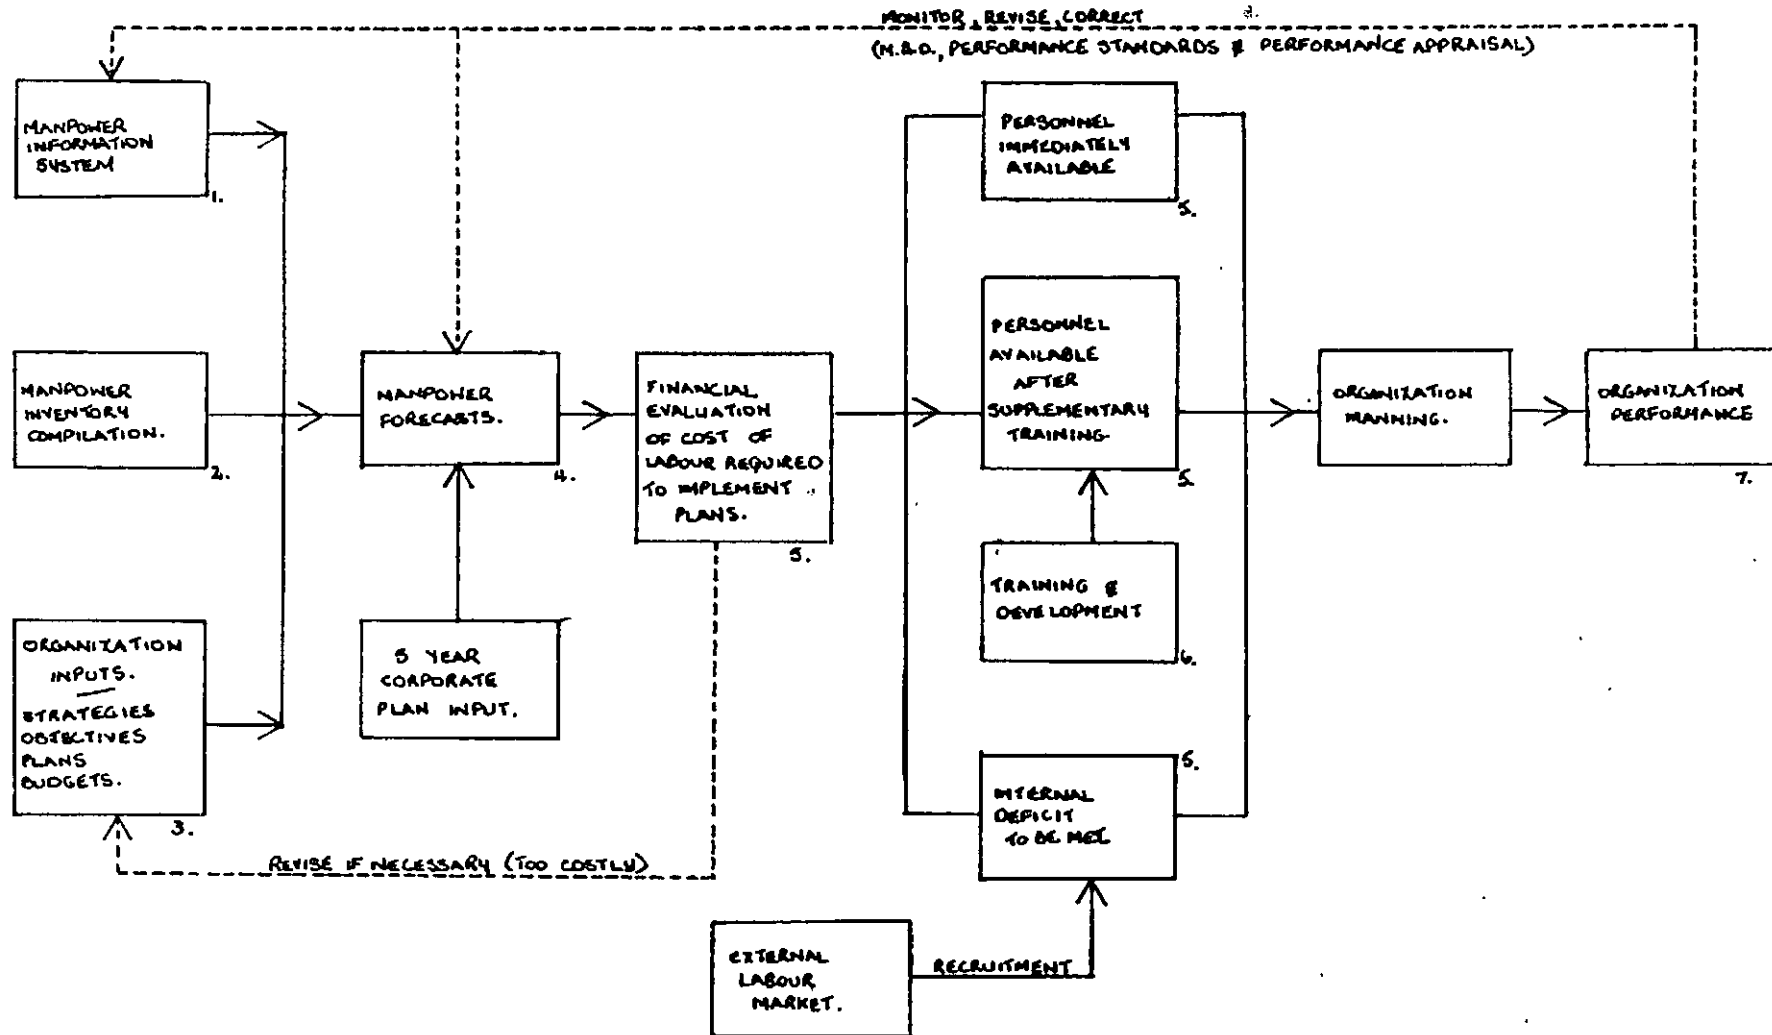 MONITOR, REVISE, CORRECT
(M.B.O., PERFORMANCE STANDARDS & PERFORMANCE APPRAISAL)
MANPOWER
INFORMATION
SYSTEM
1.
PERSONNEL
IMMEDIATELY
AVAILABLE
5.
MANPOWER
INVENTORY
COMPILATION.
2.
MANPOWER
FORECASTS.
4.
FINANCIAL
EVALUATION
OF COST OF
LABOUR REQUIRED
TO IMPLEMENT
PLANS.
5.
PERSONNEL
AVAILABLE
AFTER
SUPPLEMENTARY
TRAINING.
5.
ORGANIZATION
MANNING.
ORGANIZATION
PERFORMANCE
7.
ORGANIZATION
INPUTS.
STRATEGIES
OBJECTIVES
PLANS
BUDGETS.
3.
5 YEAR
CORPORATE
PLAN INPUT.
TRAINING &
DEVELOPMENT
6.
INTERNAL
DEFICIT
TO BE MET.
5.
REVISE IF NECESSARY (TOO COSTLY)
EXTERNAL
LABOUR
MARKET.
RECRUITMENT